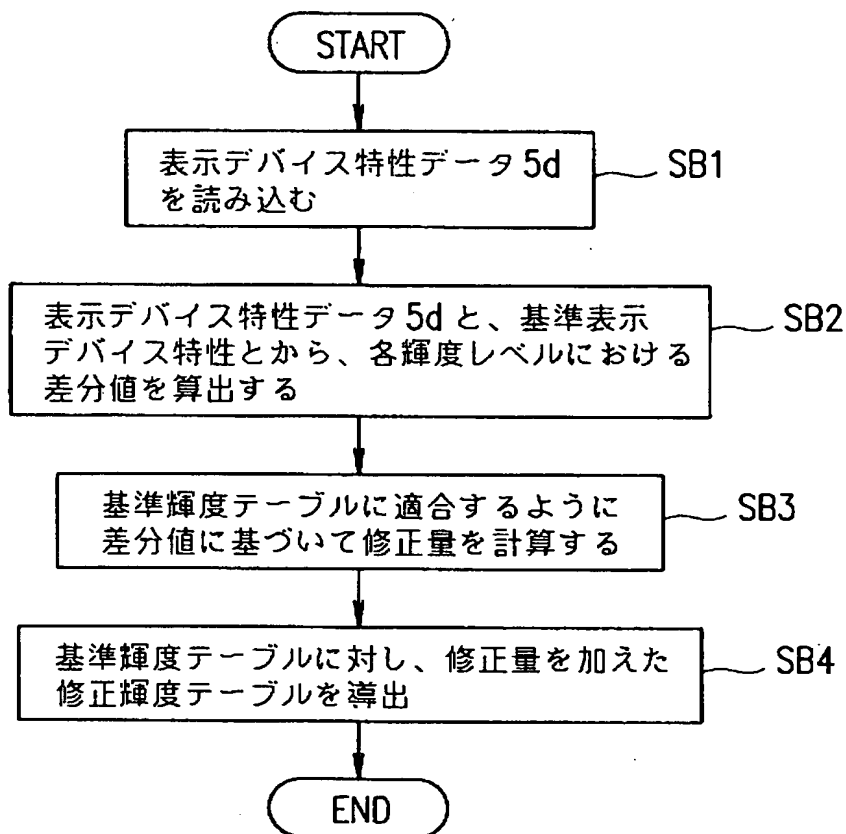 START
表示デバイス特性データ5d
を読み込む
SB1
表示デバイス特性データ5dと、基準表示
デバイス特性とから、各輝度レベルにおける
差分値を算出する
SB2
基準輝度テーブルに適合するように
差分値に基づいて修正量を計算する
SB3
基準輝度テーブルに対し、修正量を加えた
修正輝度テーブルを導出
SB4
END